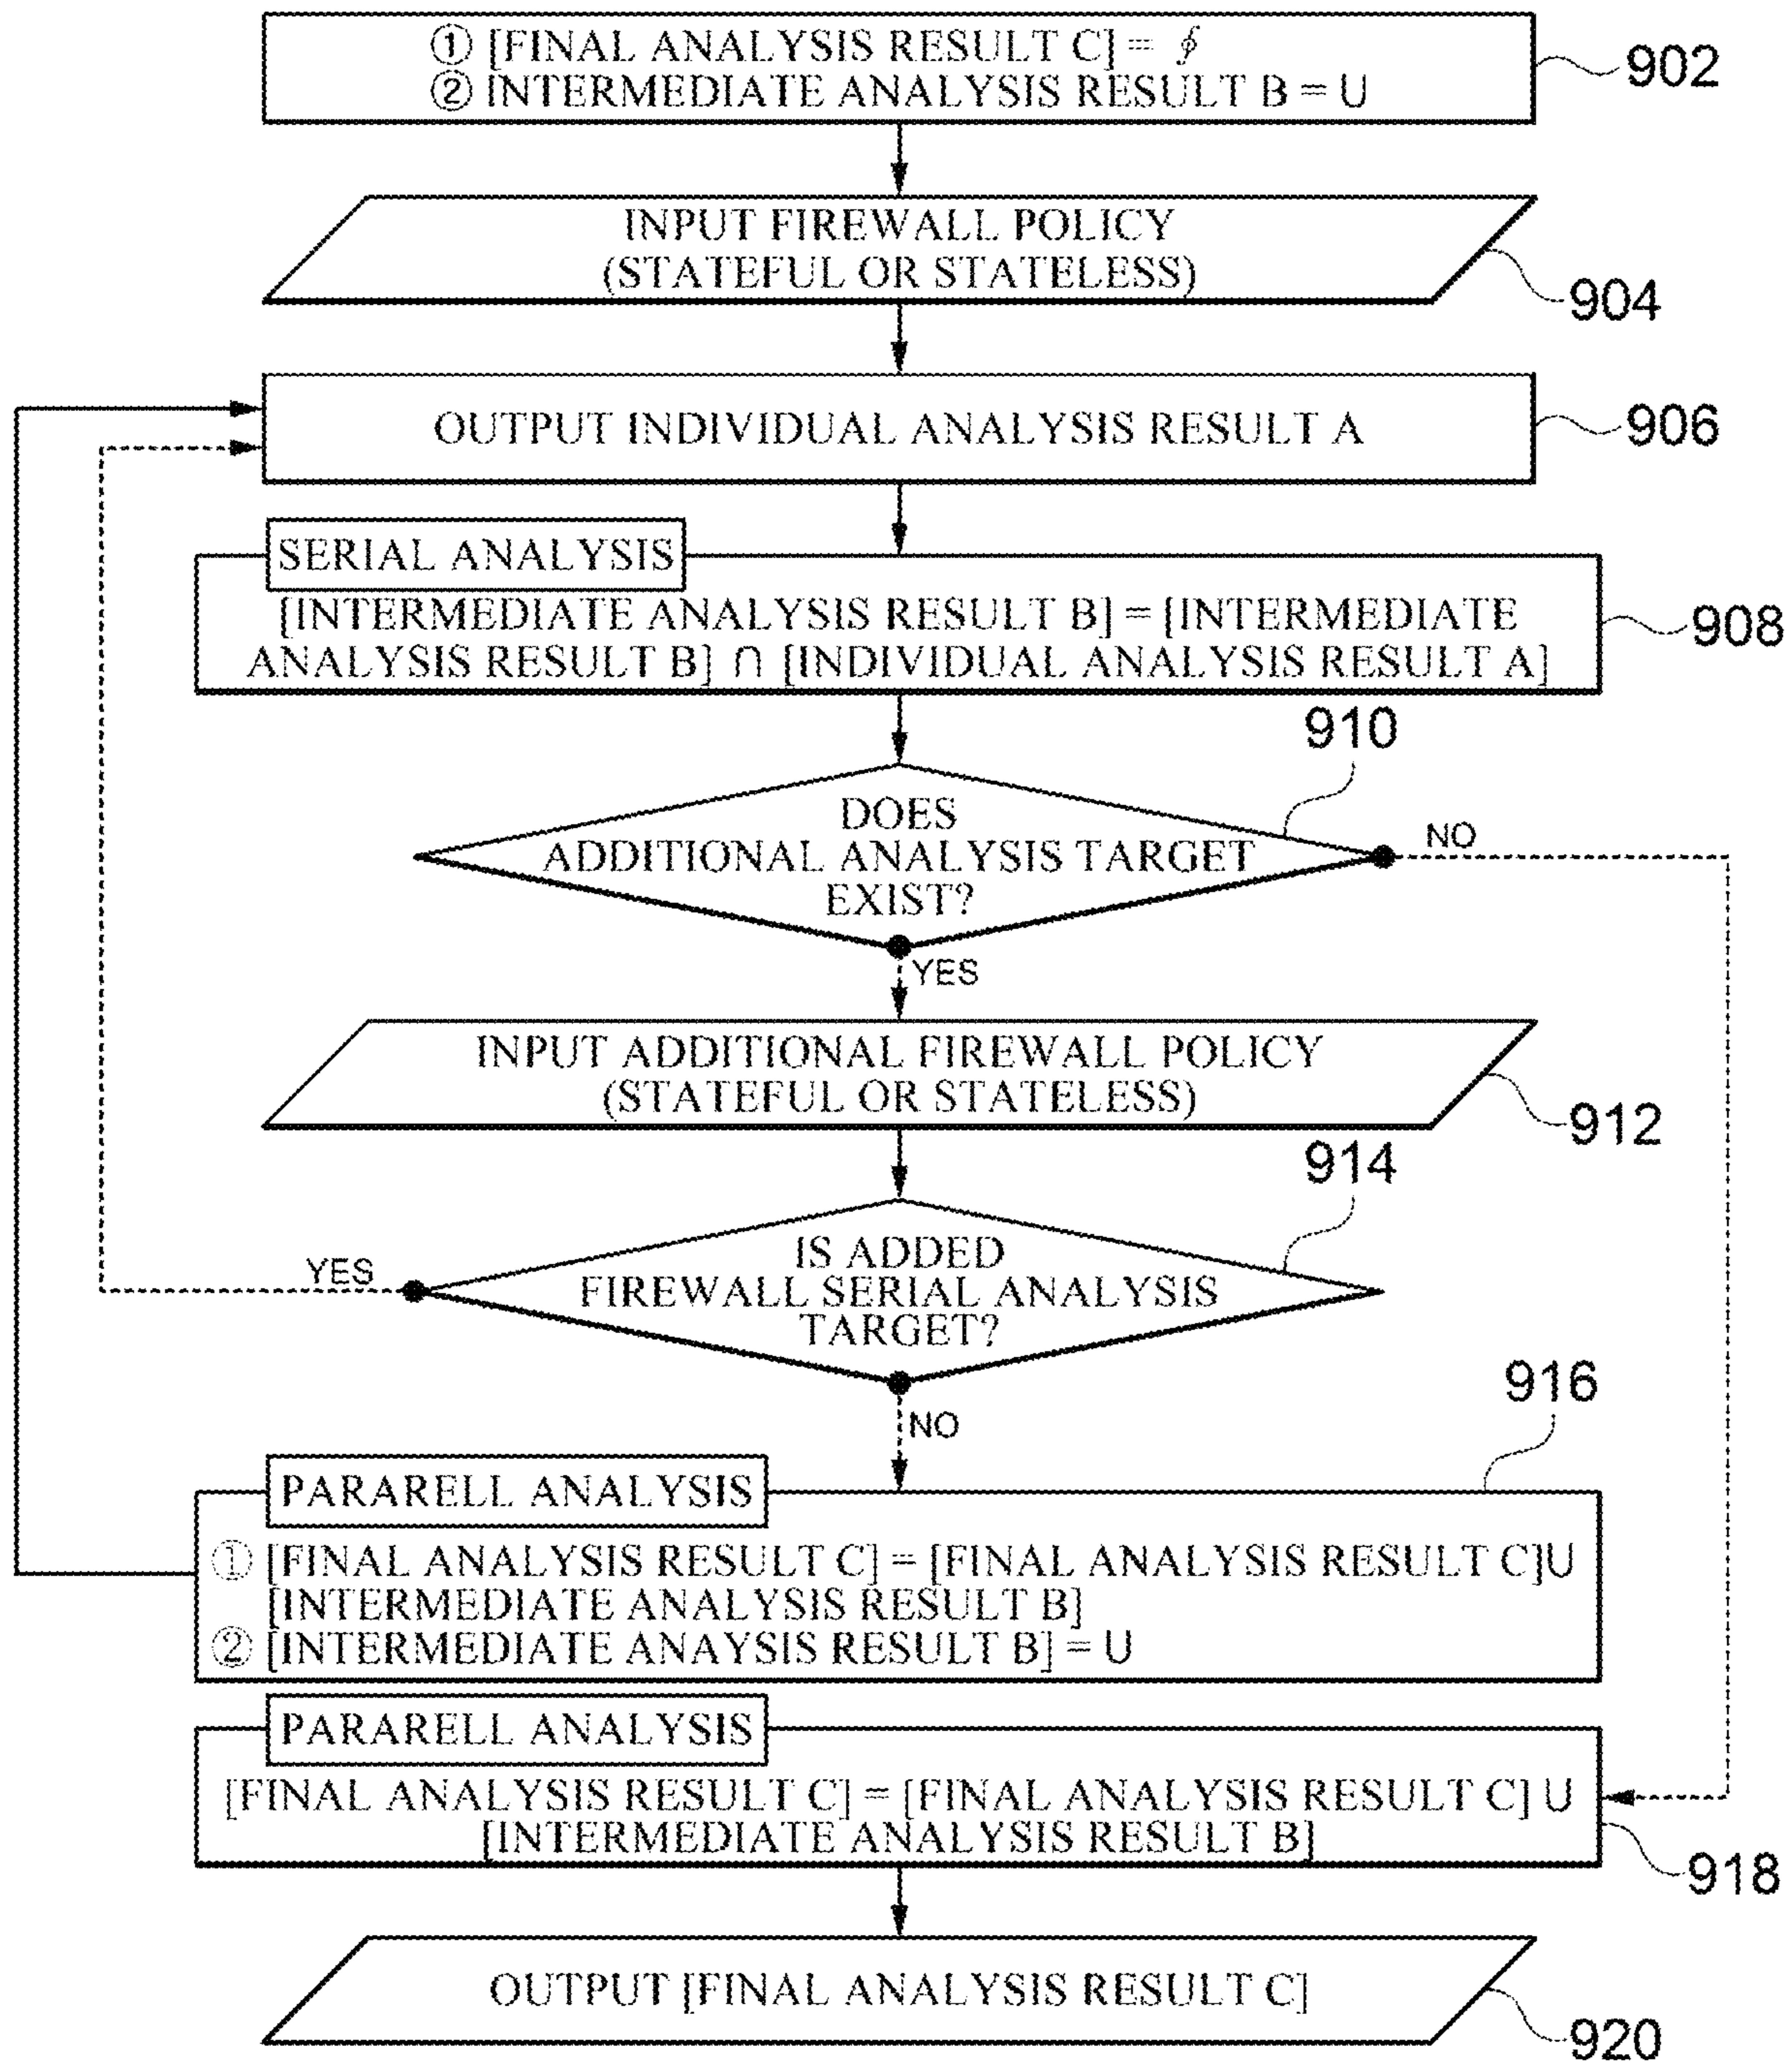 ① [FINAL ANALYSIS RESULT C] = ∮
② INTERMEDIATE ANALYSIS RESULT B = U
902
INPUT FIREWALL POLICY
(STATEFUL OR STATELESS)
904
OUTPUT INDIVIDUAL ANALYSIS RESULT A
906
SERIAL ANALYSIS
[INTERMEDIATE ANALYSIS RESULT B] = [INTERMEDIATE
ANALYSIS RESULT B] ∩ [INDIVIDUAL ANALYSIS RESULT A]
908
910
DOES
ADDITIONAL ANALYSIS TARGET
EXIST?
NO
YES
INPUT ADDITIONAL FIREWALL POLICY
(STATEFUL OR STATELESS)
912
914
IS ADDED
FIREWALL SERIAL ANALYSIS
TARGET?
YES
NO
916
PARARELL ANALYSIS
① [FINAL ANALYSIS RESULT C] = [FINAL ANALYSIS RESULT C]U
[INTERMEDIATE ANALYSIS RESULT B]
② [INTERMEDIATE ANAYSIS RESULT B] = U
PARARELL ANALYSIS
[FINAL ANALYSIS RESULT C] = [FINAL ANALYSIS RESULT C] U
[INTERMEDIATE ANALYSIS RESULT B]
918
OUTPUT [FINAL ANALYSIS RESULT C]
920